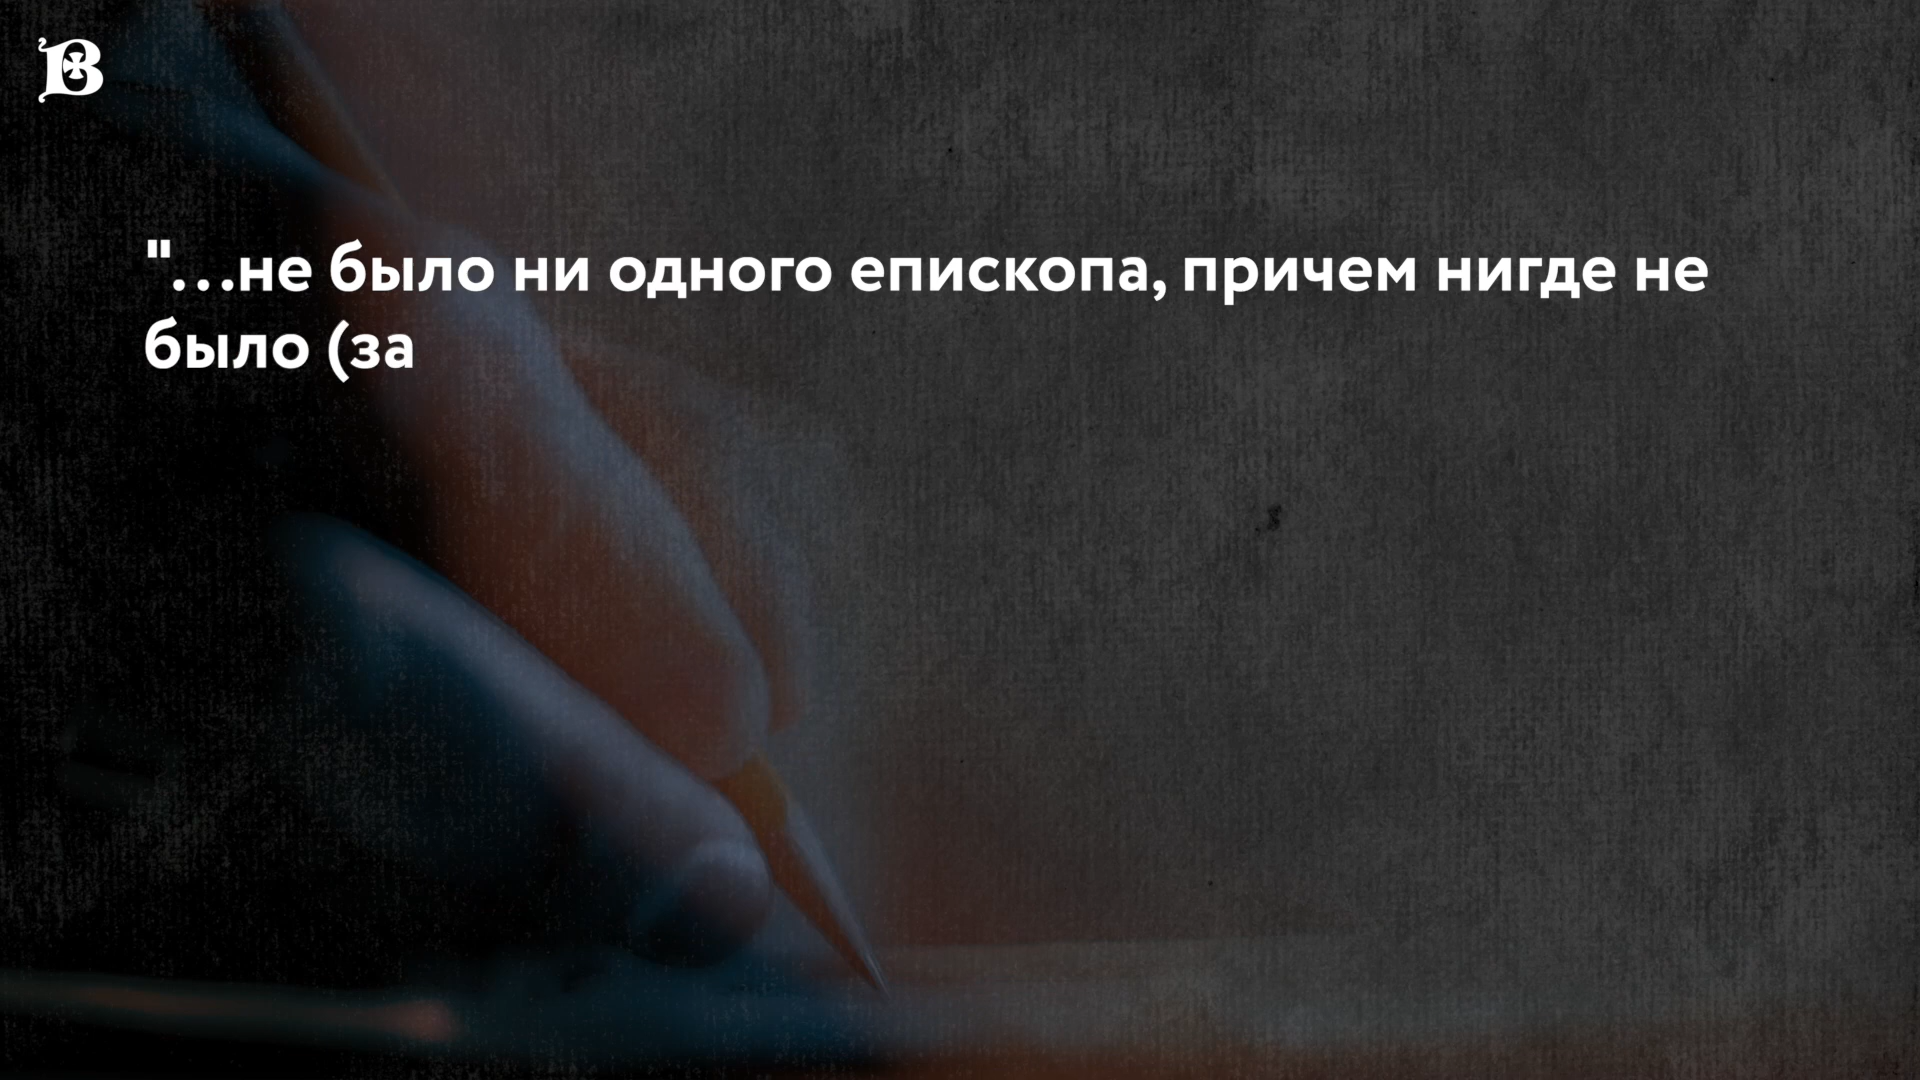 "...не было ни одного епископа, причем нигде не
было (за